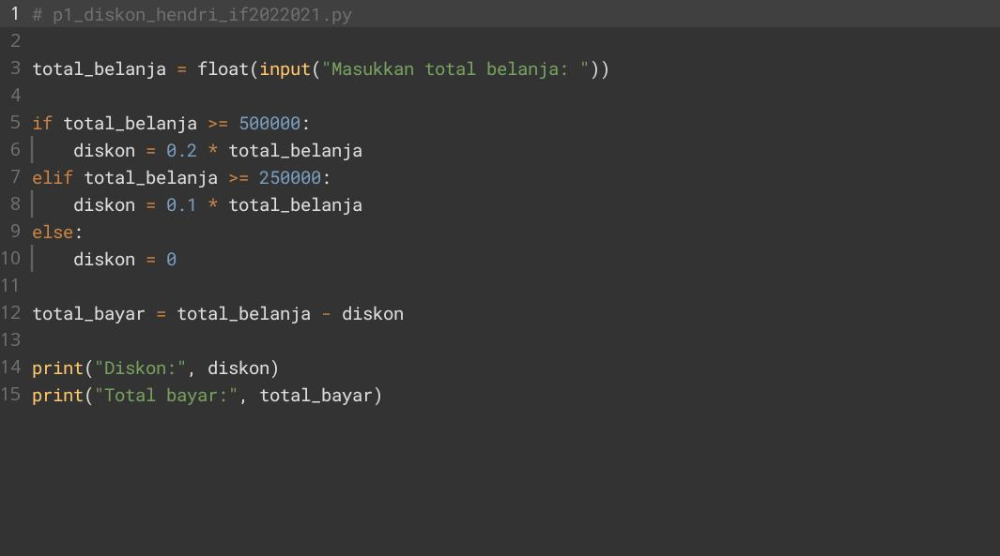 1 # p1_diskon_hendri_if2022021.py
2
3 total_belanja = float(input("Masukkan total belanja: "))
4
5 if total_belanja >= 500000:
6     diskon = 0.2 * total_belanja
7 elif total_belanja >= 250000:
8     diskon = 0.1 * total_belanja
9 else:
10     diskon = 0
11
12 total_bayar = total_belanja - diskon
13
14 print("Diskon:", diskon)
15 print("Total bayar:", total_bayar)